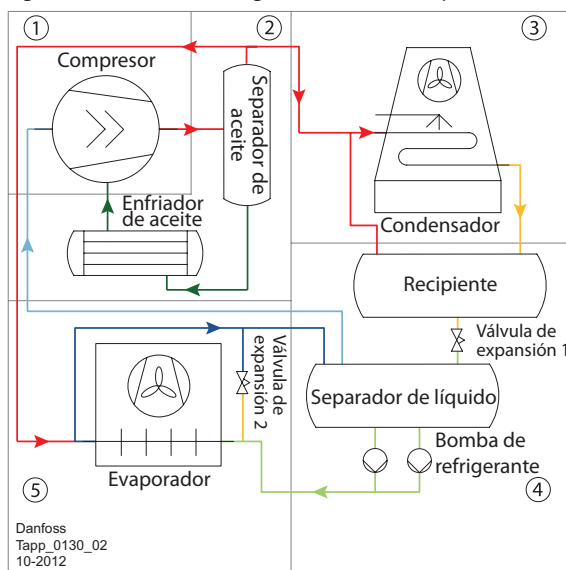 ①
②
③
Compresor
Separador de
aceite
Enfriador
de aceite
Condensador
Recipiente
Válvula de
expansión 1
Válvula de
expansión 2
Separador de líquido
Bomba de
refrigerante
Evaporador
⑤
④
Danfoss
Tapp_0130_02
10-2012